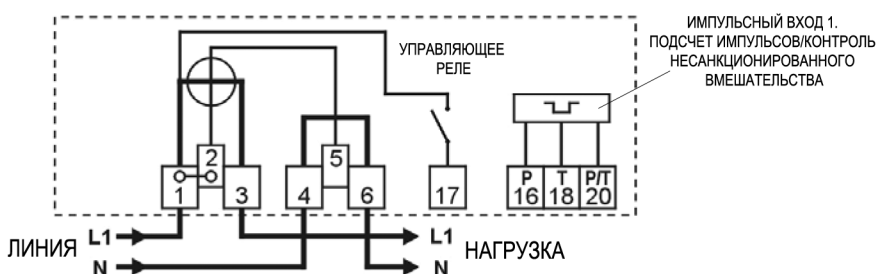 ИМПУЛЬСНЫЙ ВХОД 1.
ПОДСЧЕТ ИМПУЛЬСОВ/КОНТРОЛЬ
НЕСАНКЦИОНИРОВАННОГО
ВМЕШАТЕЛЬСТВА
УПРАВЛЯЮЩЕЕ
РЕЛЕ
2 5
P T P/T
1 3 4 6 17 16 18 20
ЛИНИЯ L1 L1 НАГРУЗКА
N N